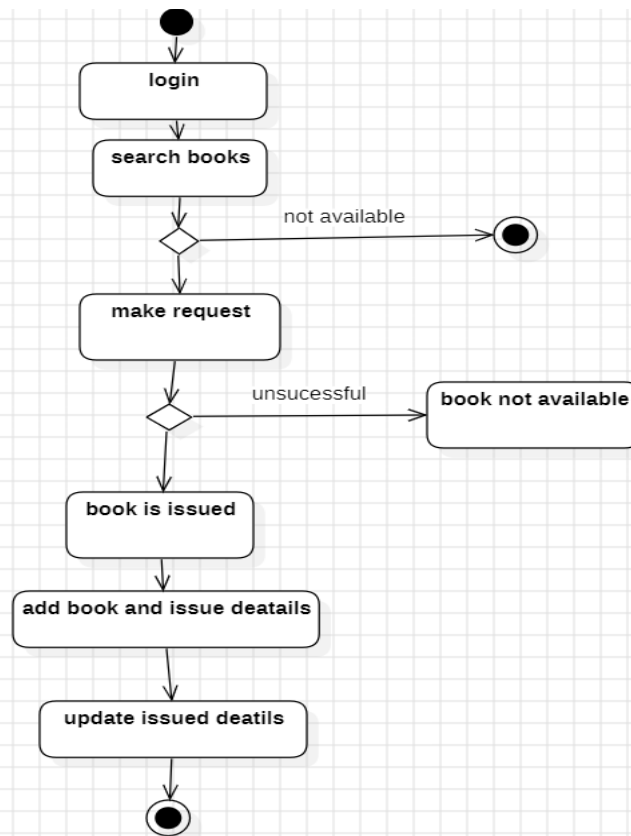 login
search books
not available
make request
unsucessful
book not available
book is issued
add book and issue deatails
update issued deatils